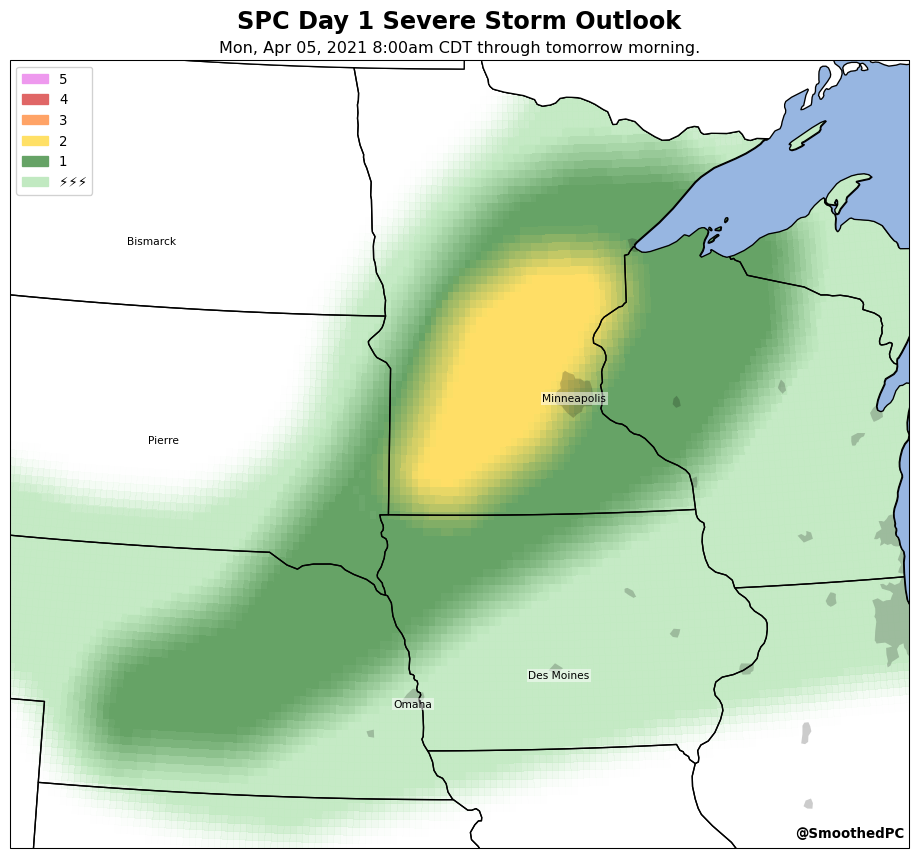 SPC Day 1 Severe Storm Outlook
Mon, Apr 05, 2021 8:00am CDT through tomorrow morning.
5
4
3
2
1
⚡⚡⚡
Bismarck
Minneapolis
Pierre
Des Moines
Omaha
@SmoothedPC